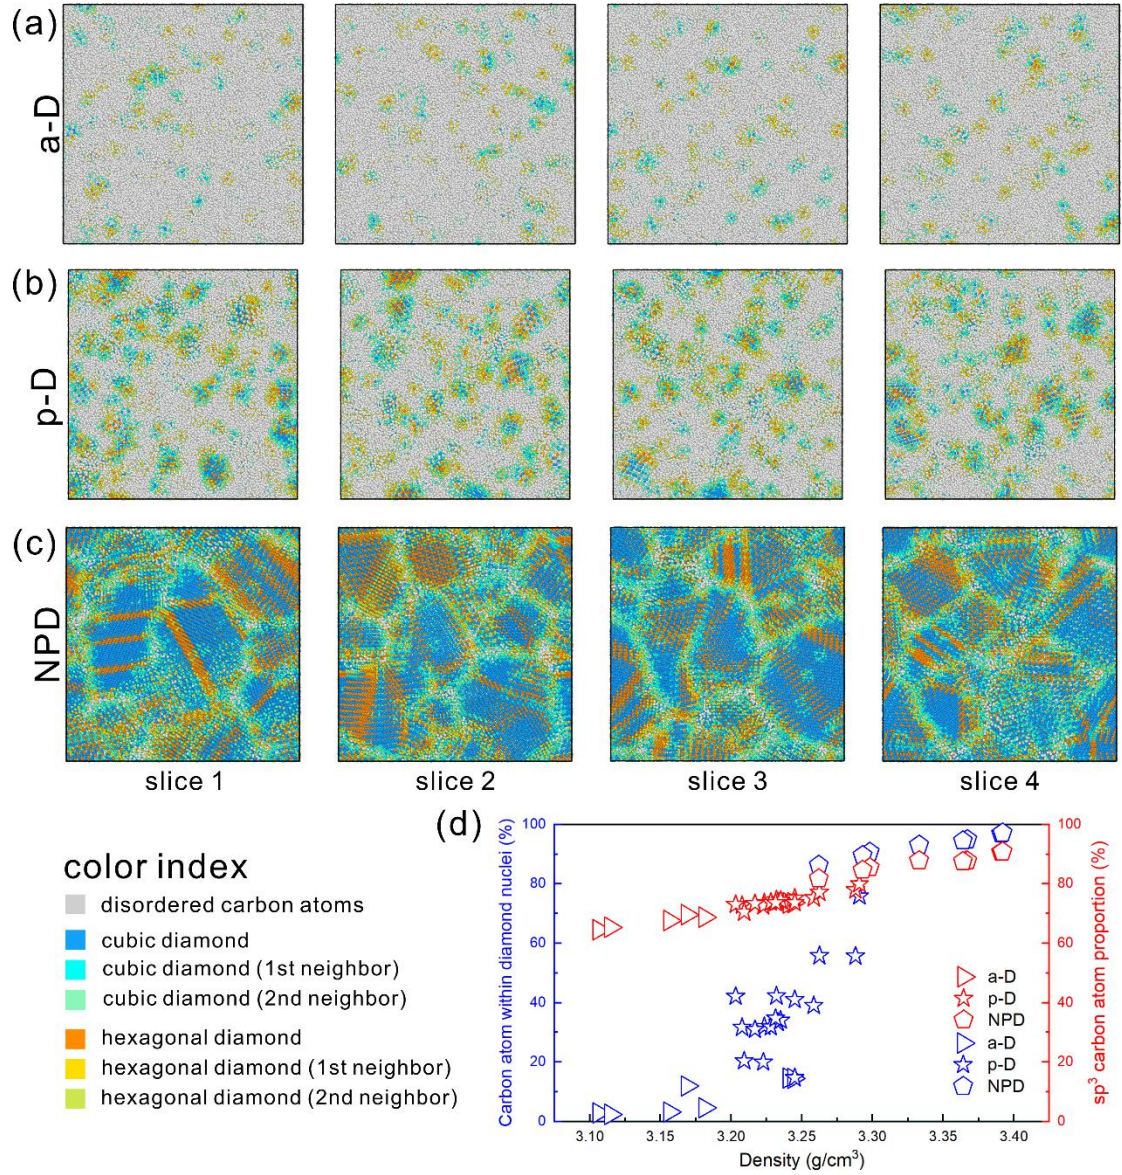 (a)
a-D
(b)
p-D
(c)
NPD
slice 1
slice 2
slice 3
slice 4
color index
disordered carbon atoms
cubic diamond
cubic diamond (1st neighbor)
cubic diamond (2nd neighbor)
hexagonal diamond
hexagonal diamond (1st neighbor)
hexagonal diamond (2nd neighbor)
(d)
Carbon atom within diamond nuclei (%)
100
80
60
40
20
0
100
80
60
40
20
0
sp³ carbon atom proportion (%)
a-D
p-D
NPD
a-D
p-D
NPD
3.10 3.15 3.20 3.25 3.30 3.35 3.40
Density (g/cm³)